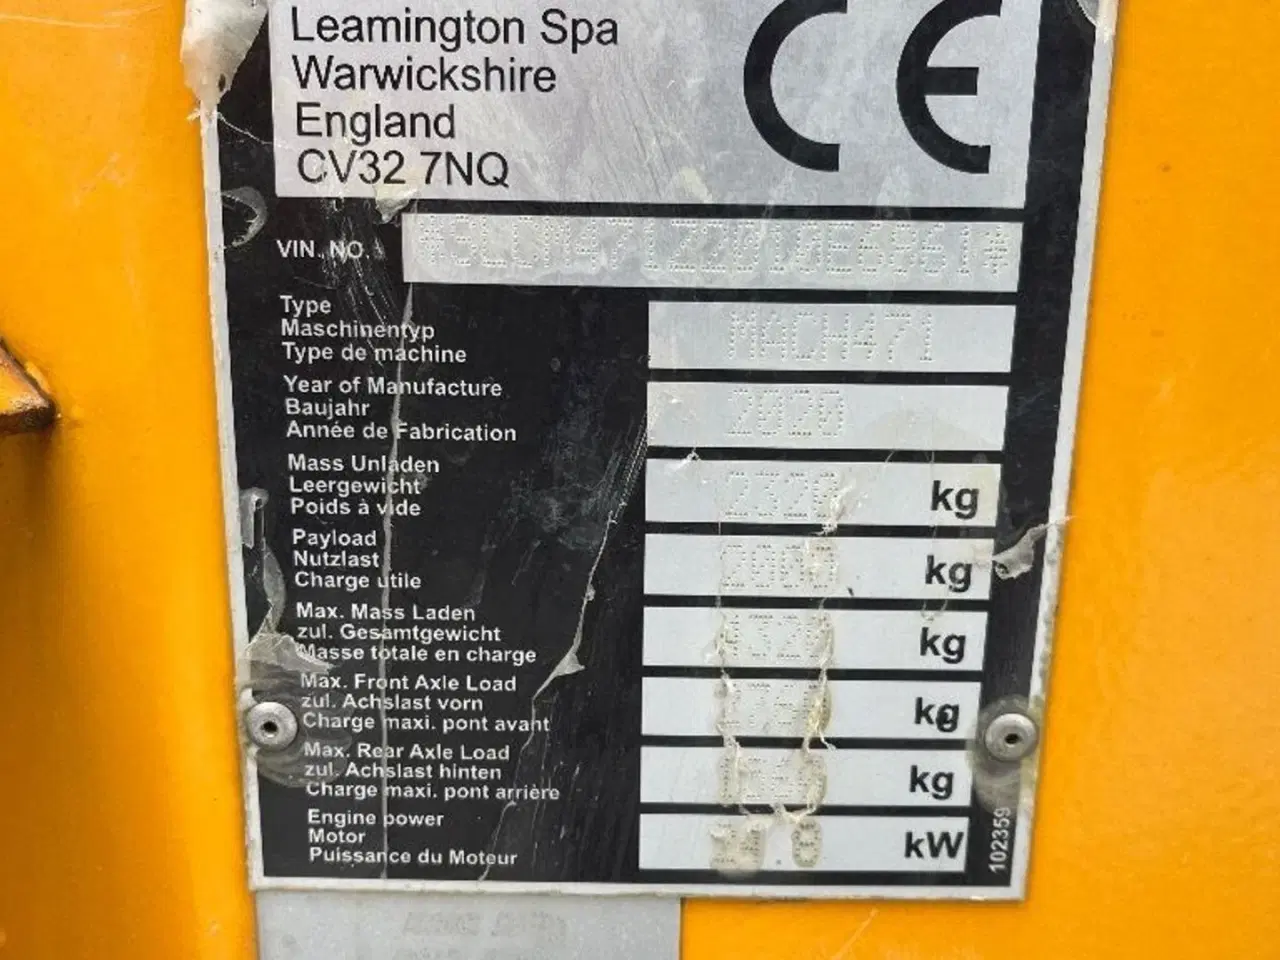 Leamington Spa
Warwickshire
England
CV32 7NQ
CE
VIN. NO.
Type
Maschinentyp
Type de machine
MACH471
Year of Manufacture
Baujahr
Année de Fabrication
2020
Mass Unladen
Leergewicht
Poids à vide
2320 kg
Payload
Nutzlast
Charge utile
2000 kg
Max. Mass Laden
zul. Gesamtgewicht
Masse totale en charge
4320 kg
Max. Front Axle Load
zul. Achslast vorn
Charge maxi. pont avant
kg
Max. Rear Axle Load
zul. Achslast hinten
Charge maxi. pont arrière
kg
Engine power
Motor
Puissance du Moteur
kW
102359